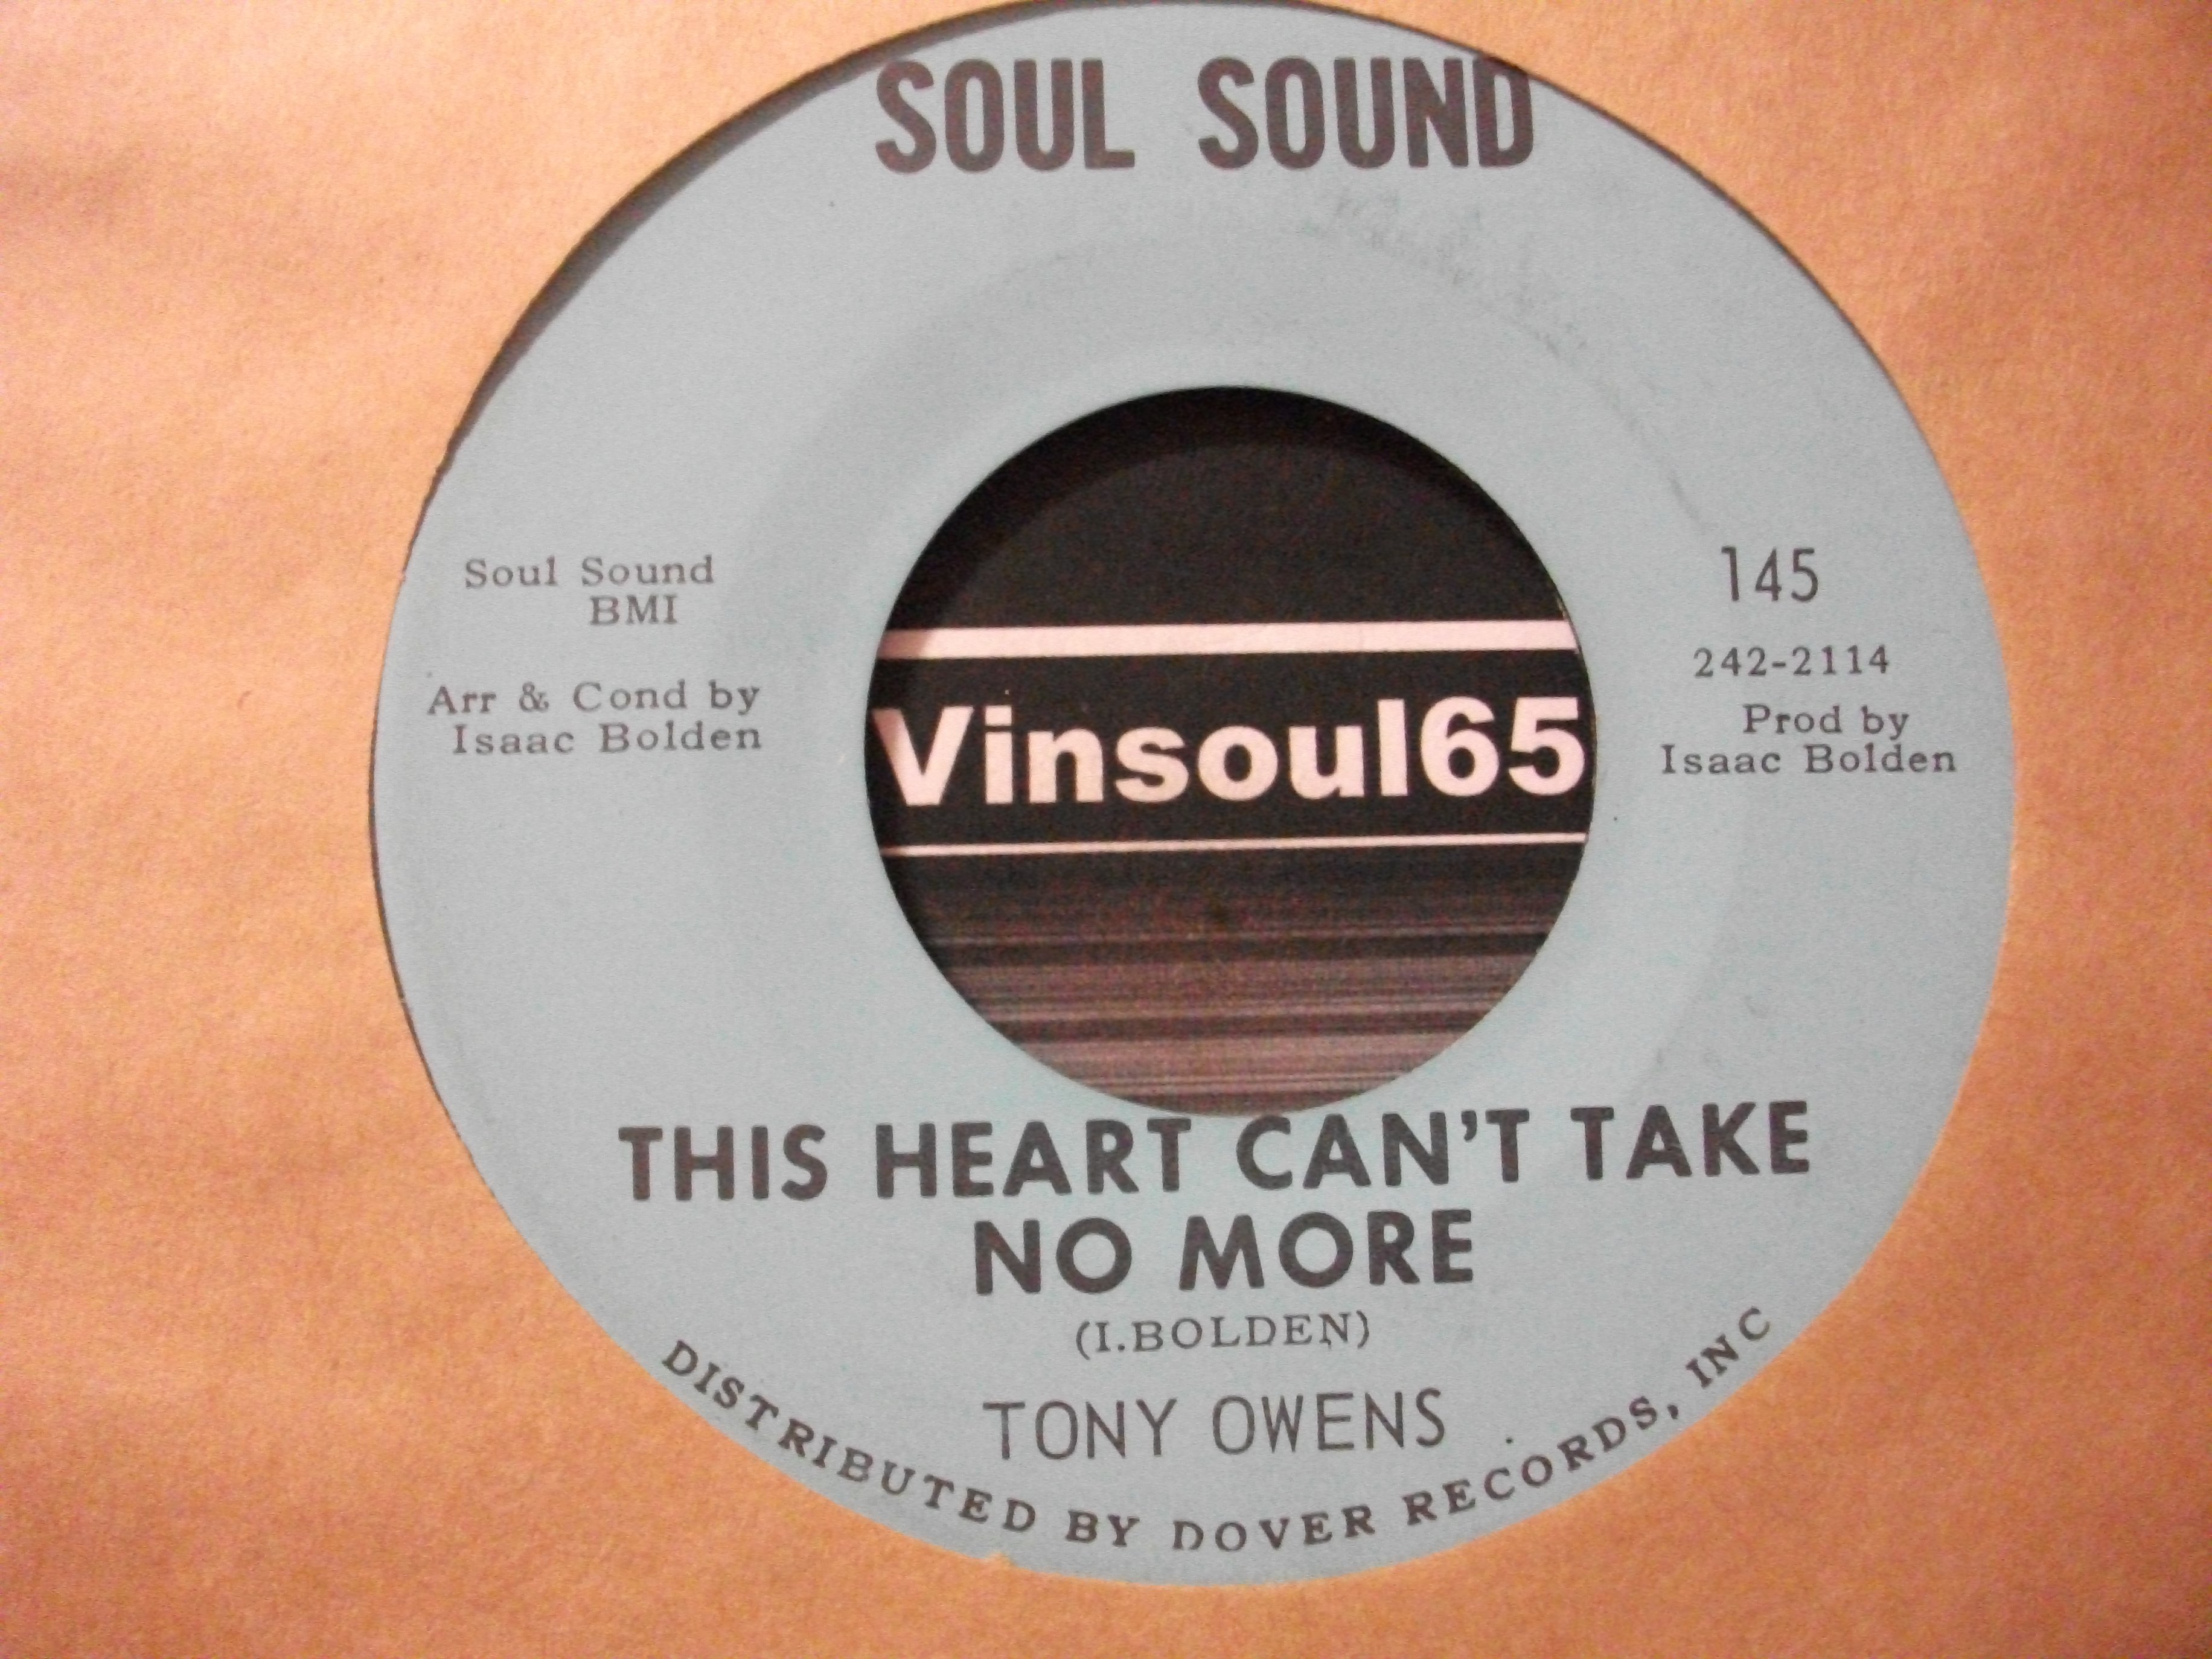 SOUL SOUND
Soul Sound
BMI
Arr & Cond by
Isaac Bolden
145
242-2114
Prod by
Isaac Bolden
Vinsoul65
THIS HEART CAN'T TAKE
NO MORE
(I.BOLDEN)
TONY OWENS
DISTRIBUTED BY DOVER RECORDS, INC